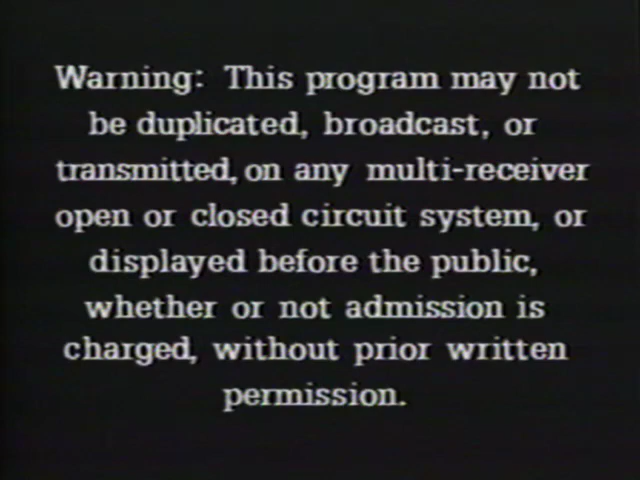 Warning: This program may not
be duplicated, broadcast, or
transmitted, on any multi-receiver
open or closed circuit system, or
displayed before the public,
whether or not admission is
charged, without prior written
permission.